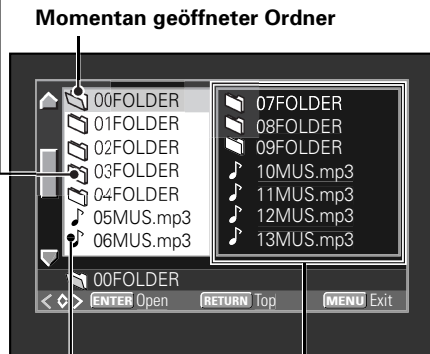 Momentan geöffneter Ordner
00FOLDER
01FOLDER
02FOLDER
03FOLDER
04FOLDER
05MUS.mp3
06MUS.mp3
07FOLDER
08FOLDER
09FOLDER
10MUS.mp3
11MUS.mp3
12MUS.mp3
13MUS.mp3
00FOLDER
ENTER Open RETURN Top MENU Exit